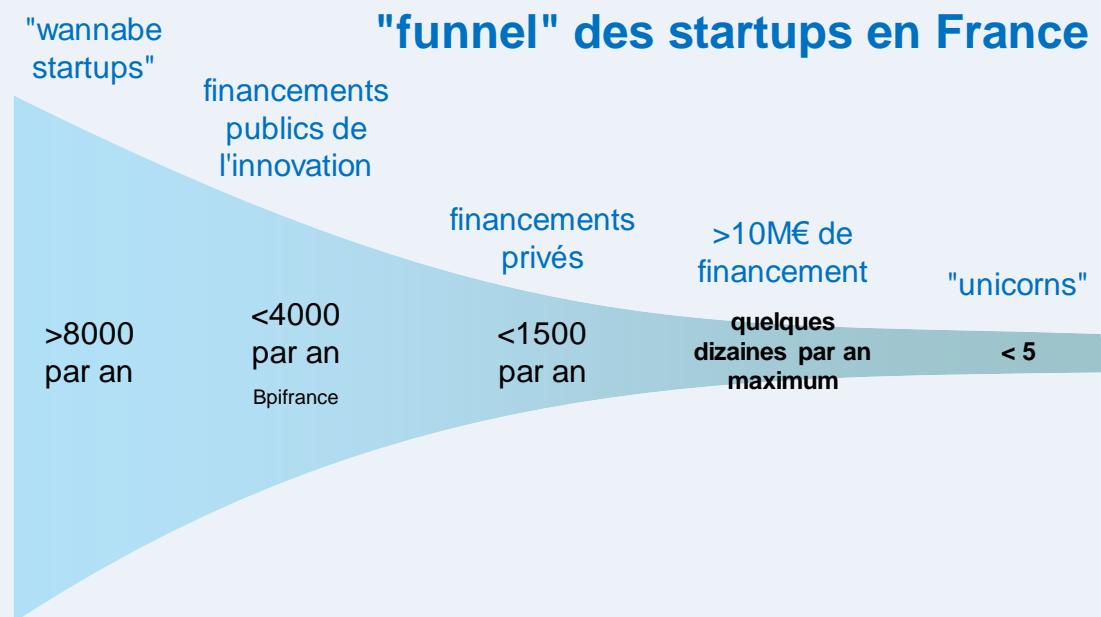 "funnel" des startups en France
"wannabe
startups"
financements
publics de
l'innovation
financements
privés
>10M€ de
financement
"unicorns"
>8000
par an
<4000
par an
Bpifrance
<1500
par an
quelques
dizaines par an
maximum
< 5